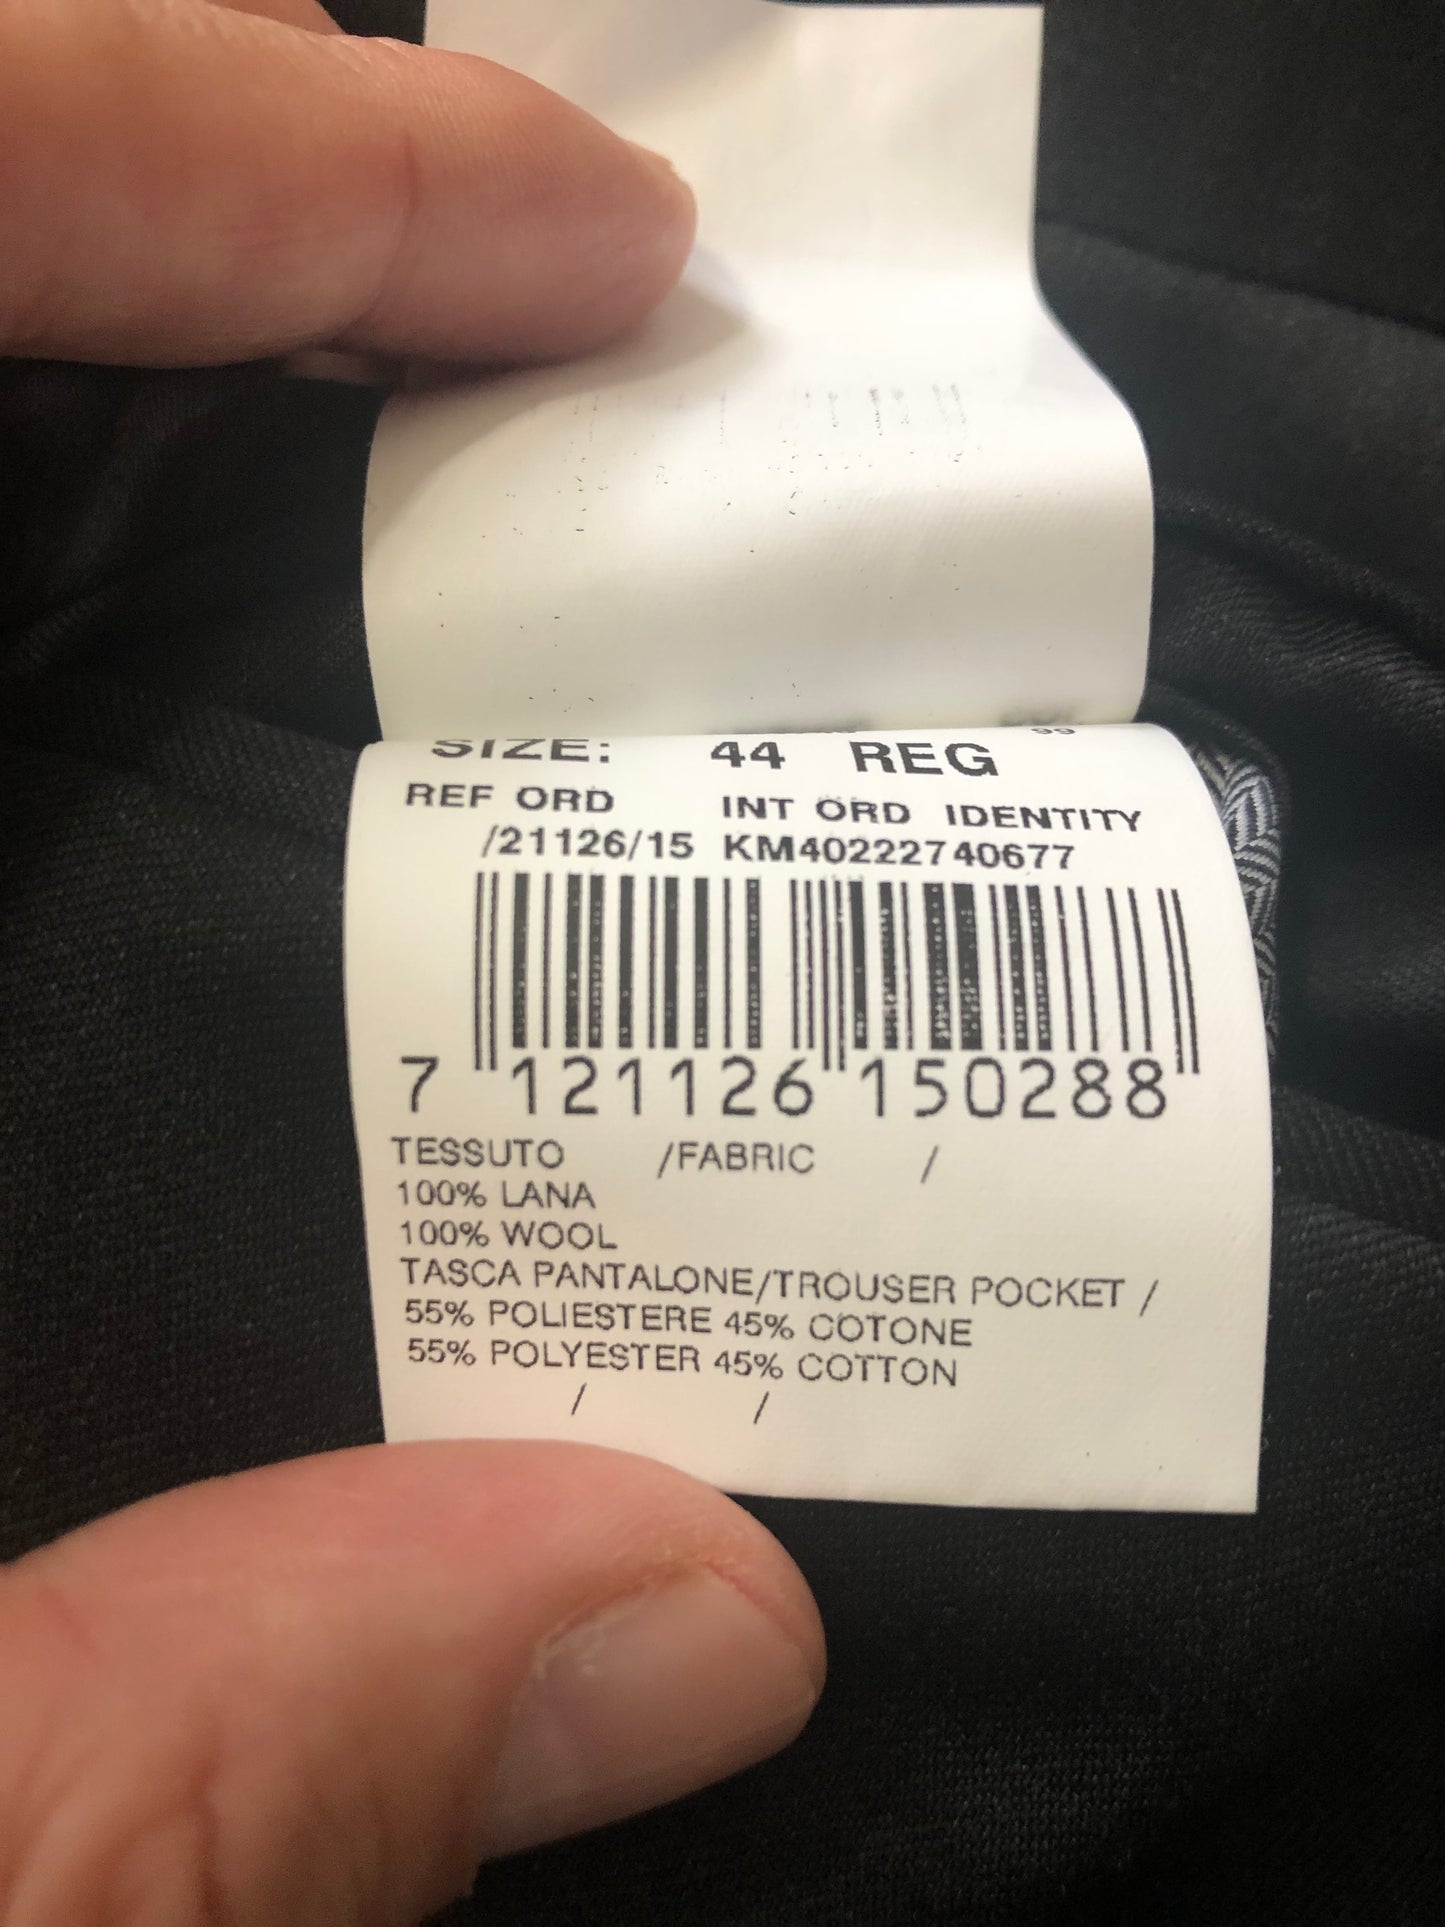 SIZE: 44 REG
REF ORD INT ORD IDENTITY
/21126/15 KM40222740677
7 121126 150288
TESSUTO /FABRIC /
100% LANA
100% WOOL
TASCA PANTALONE/TROUSER POCKET /
55% POLIESTERE 45% COTONE
55% POLYESTER 45% COTTON
/ /